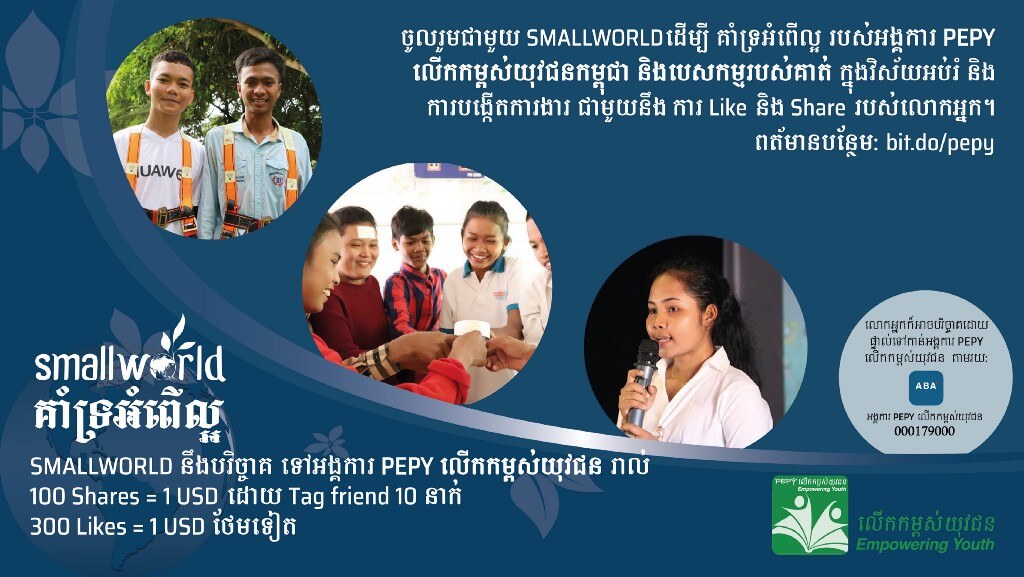 ចូលរួមជាមួយ SMALLWORLD ដើម្បី គាំទ្រអំពើល្អ របស់អង្គការ PEPY
លើកកម្ពស់យុវជនកម្ពុជា និងបេសកម្មរបស់គាត់ ក្នុងវិស័យអប់រំ និង
ការបង្កើតការងារ ជាមួយនឹង ការ Like និង Share របស់លោកអ្នក។
ពត៌មានបន្ថែម: bit.do/pepy
UAWE
លោកអ្នកក៏អាចបរិច្ចាគដោយ
ផ្ទាល់ទៅកាន់អង្គការ PEPY
លើកកម្ពស់យុវជន តាមរយ:
ABA
អង្គការ PEPY លើកកម្ពស់យុវជន
000179000
smallworld
គាំទ្រអំពើល្អ
SMALLWORLD នឹងបរិច្ចាគ ទៅអង្គការ PEPY លើកកម្ពស់យុវជន រាល់
100 Shares = 1 USD ដោយ Tag friend 10 នាក់
300 Likes = 1 USD ថែមទៀត
PEPY លើកកម្ពស់យុវជន
Empowering Youth
លើកកម្ពស់យុវជន
Empowering Youth